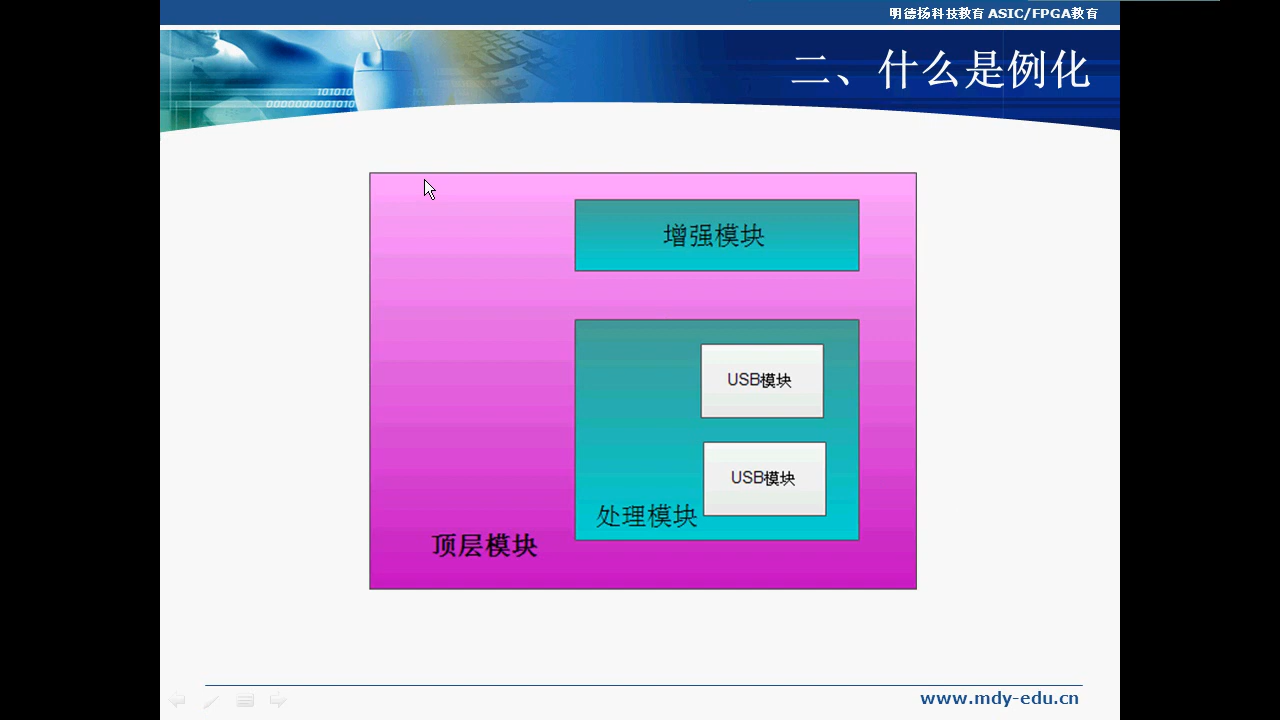 明德扬科技教育 ASIC/FPGA教育
二、什么是例化
101010
0000000001010
增强模块
USB模块
USB模块
处理模块
顶层模块
www.mdy-edu.cn